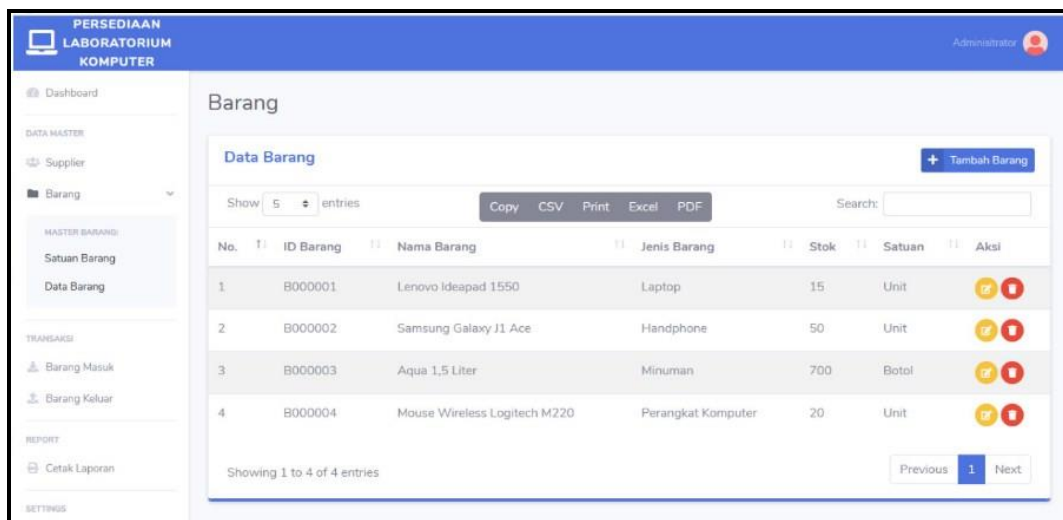 PERSEDIAAN
LABORATORIUM
KOMPUTER
Administrator
Dashboard
DATA MASTER
Supplier
Barang
MASTER BARANG:
Satuan Barang
Data Barang
TRANSAKSI
Barang Masuk
Barang Keluar
REPORT
Cetak Laporan
SETTINGS
Barang
Data Barang
+ Tambah Barang
Show 5 entries
Copy CSV Print Excel PDF
Search:
No. ID Barang Nama Barang Jenis Barang Stok Satuan Aksi
1 B000001 Lenovo Ideapad 1550 Laptop 15 Unit
2 B000002 Samsung Galaxy J1 Ace Handphone 50 Unit
3 B000003 Aqua 1,5 Liter Minuman 700 Botol
4 B000004 Mouse Wireless Logitech M220 Perangkat Komputer 20 Unit
Showing 1 to 4 of 4 entries
Previous 1 Next